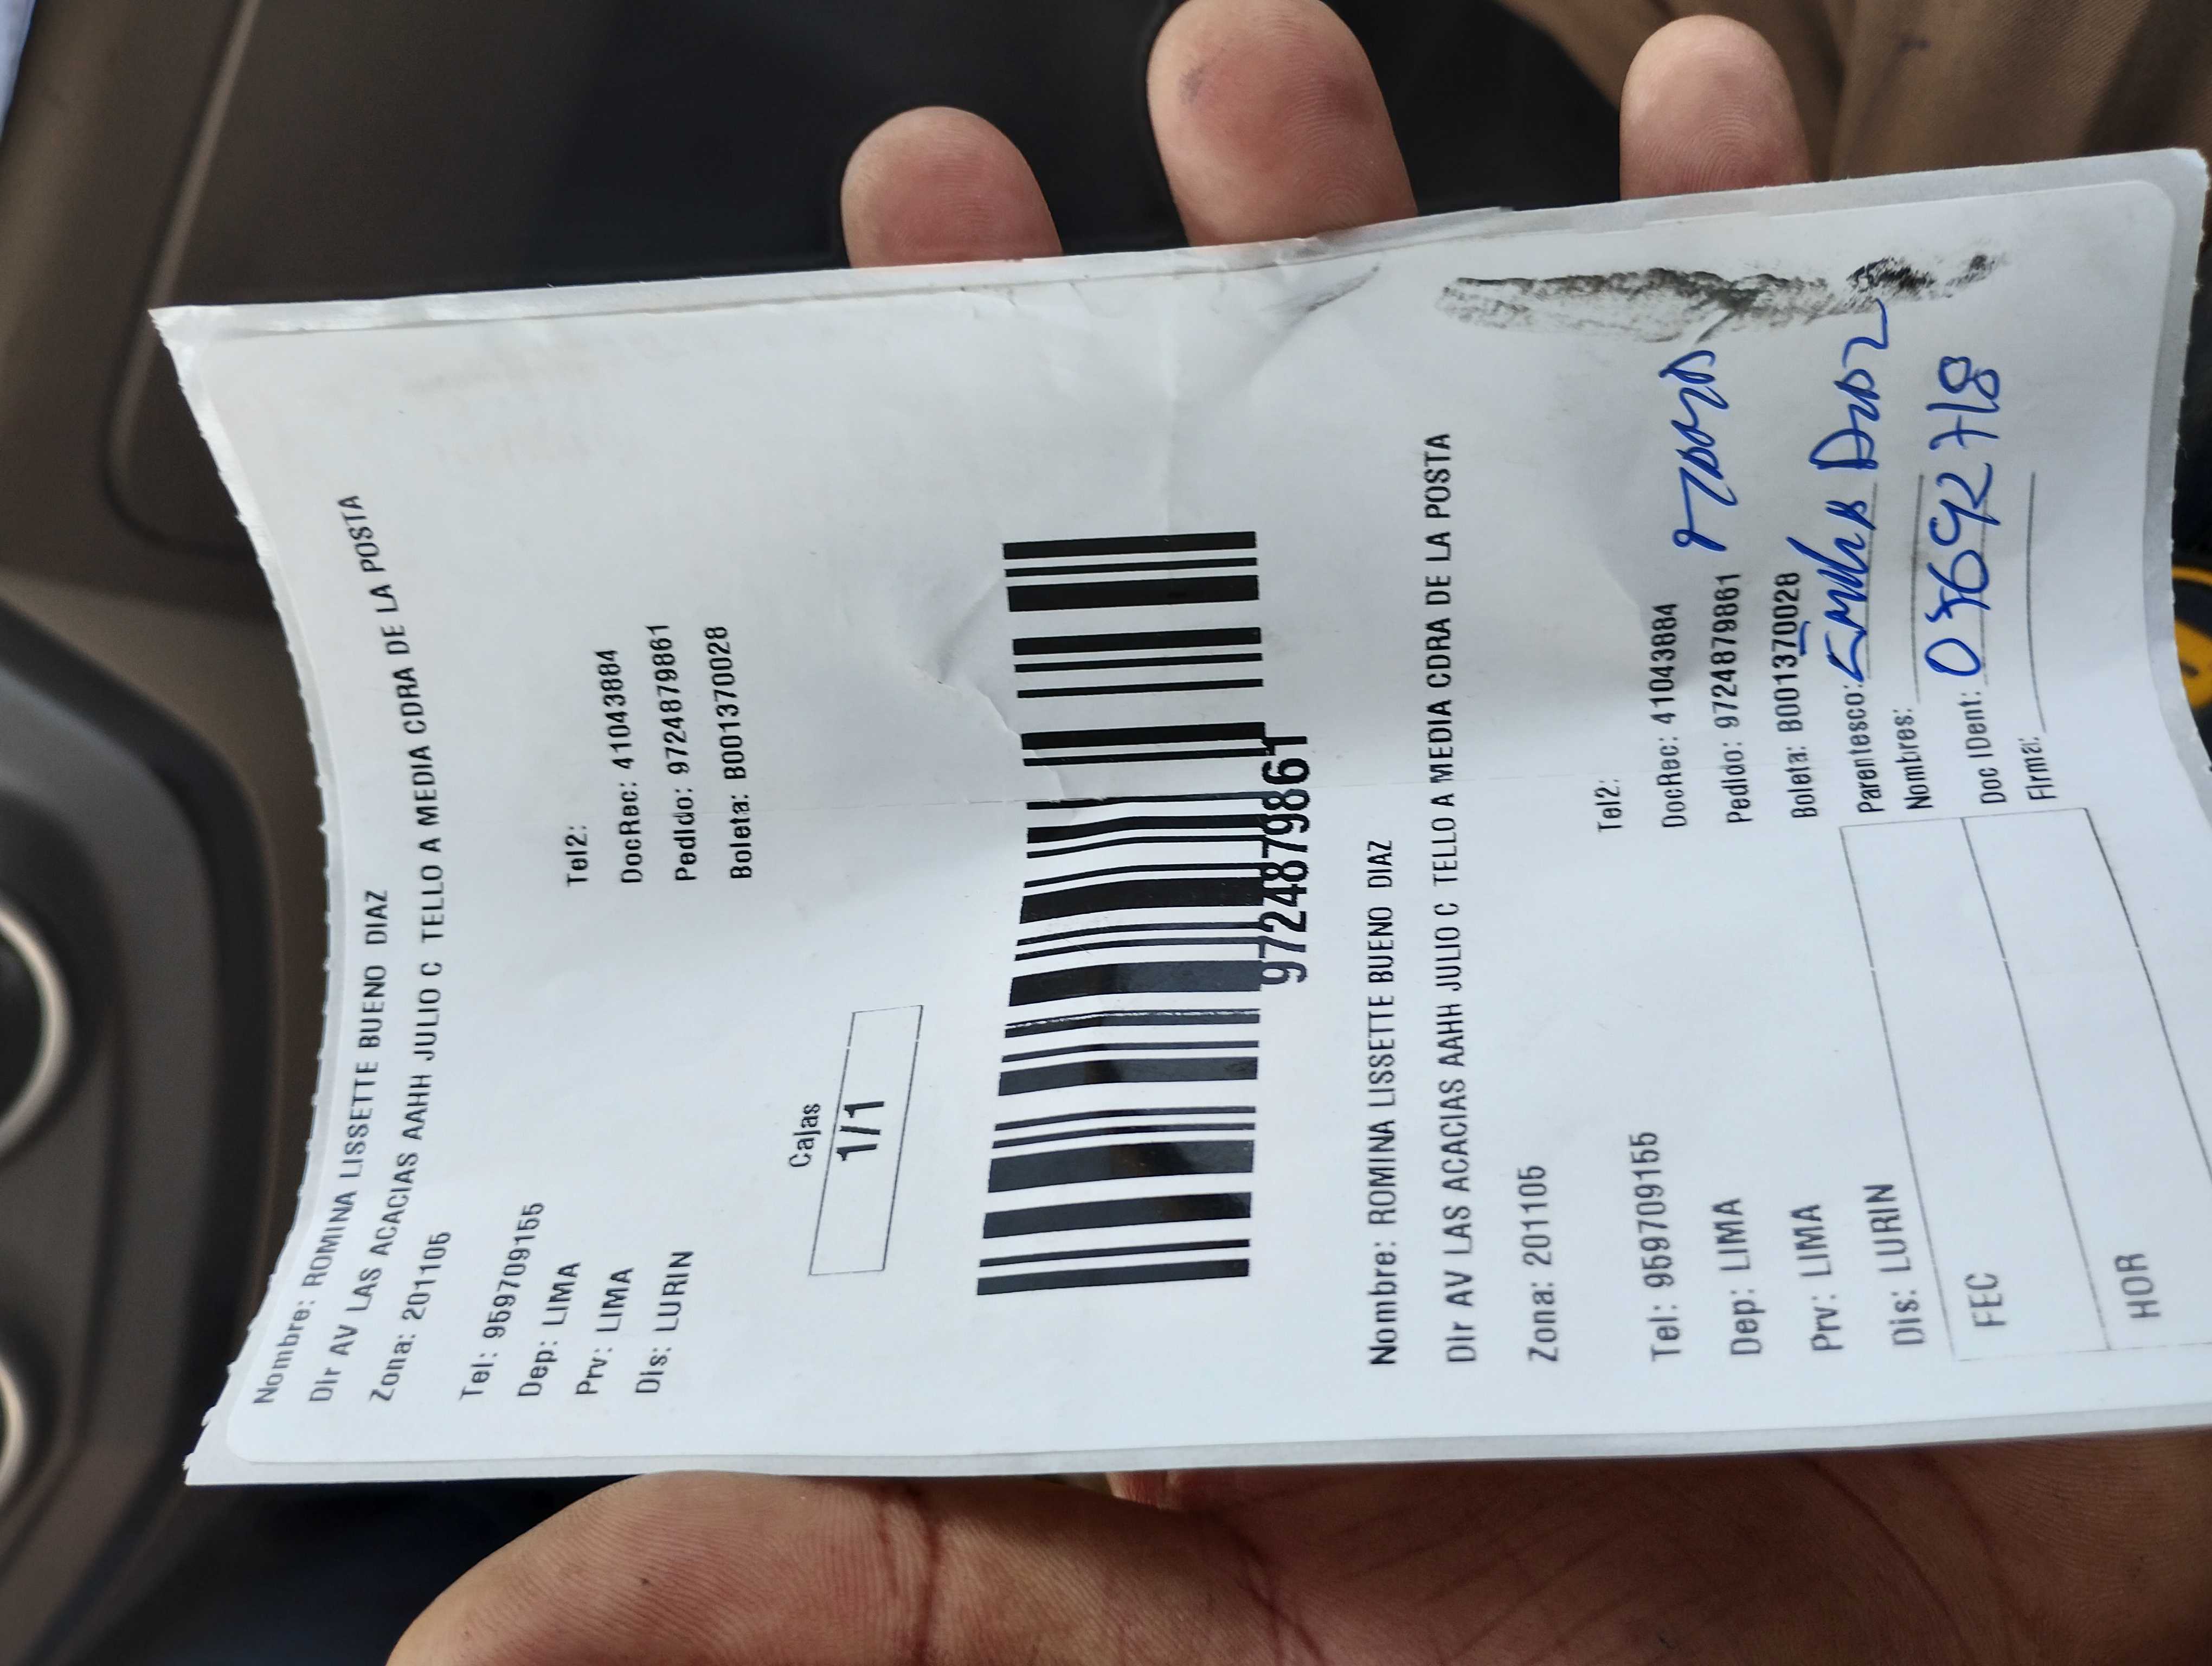 Nombre: ROMINA LISSETTE BUENO DIAZ
DIr AV LAS ACACIAS AAHH JULIO C TELLO A MEDIA CDRA DE LA POSTA
Zona: 201105
Tel: 959709155
Tel2:
Dep: LIMA
DocRec: 41043884
Prv: LIMA
PedIdo: 9724879861
DIs: LURIN
Boleta: B001370028
Cajas
1/1
9724879861
Nombre: ROMINA LISSETTE BUENO DIAZ
DIr AV LAS ACACIAS AAHH JULIO C TELLO A MEDIA CDRA DE LA POSTA
Zona: 201105
Tel: 959709155
Tel2:
Dep: LIMA
DocRec: 41043884
Prv: LIMA
PedIdo: 9724879861
DIs: LURIN
Boleta: B001370028
Parentesco:
Nombres:
Doc IDent:
FIrma:
FEC
HOR